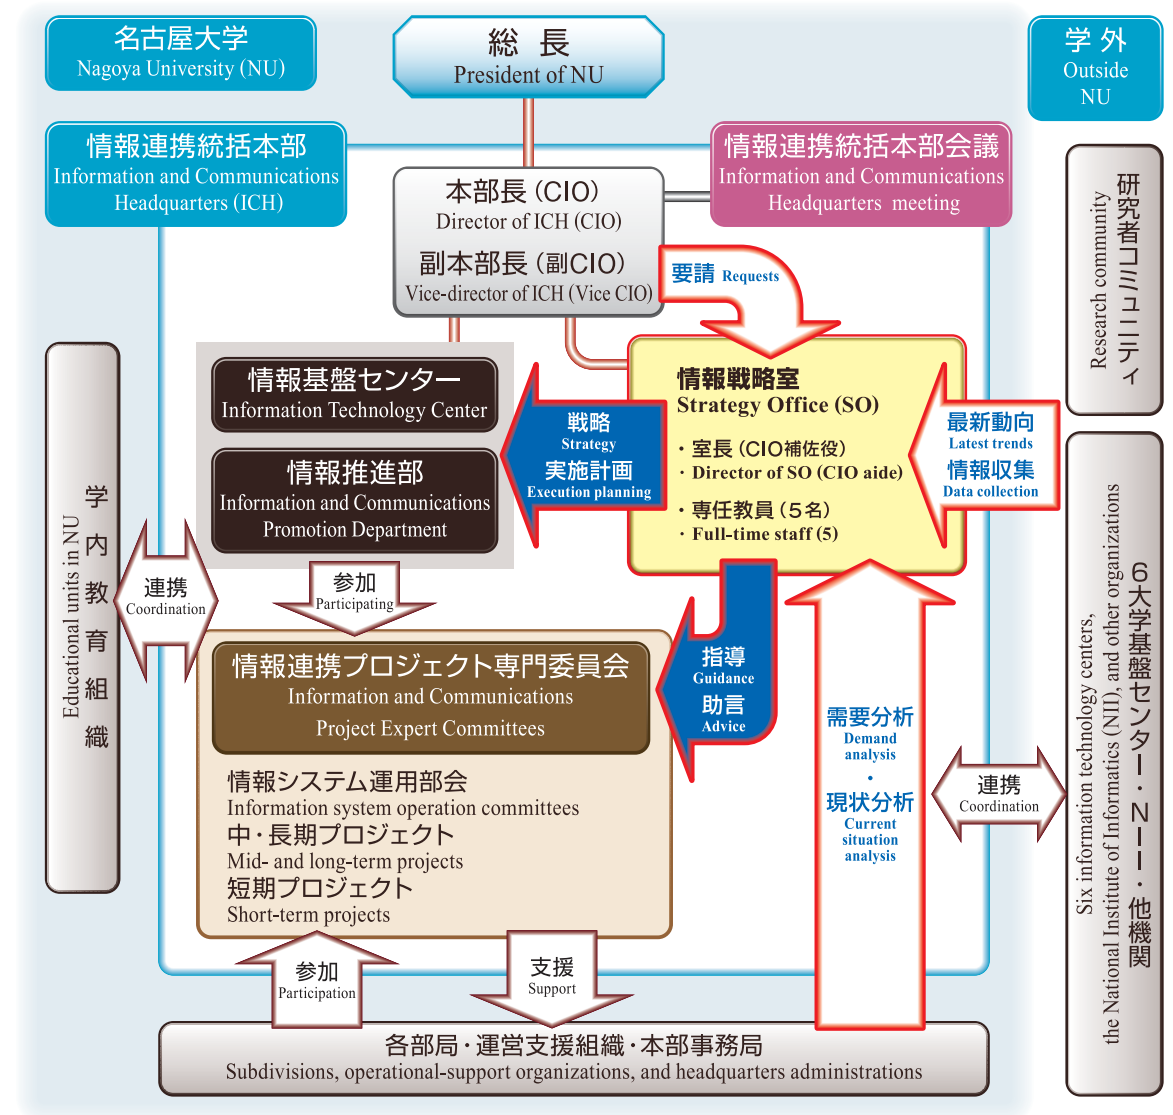 名古屋大学
Nagoya University (NU)
総長
President of NU
学外
Outside
NU
情報連携統括本部
Information and Communications
Headquarters (ICH)
情報連携統括本部会議
Information and Communications
Headquarters meeting
本部長（CIO）
Director of ICH (CIO)
副本部長（副CIO）
Vice-director of ICH (Vice CIO)
要請 Requests
研究者コミュニティ
Research community
情報基盤センター
Information Technology Center
情報推進部
Information and Communications
Promotion Department
戦略
Strategy
実施計画
Execution planning
情報戦略室
Strategy Office (SO)
・室長（CIO補佐役）
・Director of SO (CIO aide)
・専任教員（５名）
・Full-time staff (5)
最新動向
Latest trends
情報収集
Data collection
学内教育組織
Educational units in NU
連携
Coordination
参加
Participating
情報連携プロジェクト専門委員会
Information and Communications
Project Expert Committees
情報システム運用部会
Information system operation committees
中・長期プロジェクト
Mid- and long-term projects
短期プロジェクト
Short-term projects
指導
Guidance
助言
Advice
需要分析
Demand
analysis
・
現状分析
Current
situation
analysis
連携
Coordination
６大学基盤センター・ＮＩＩ・他機関
Six information technology centers,
the National Institute of Informatics (NII), and other organizations
参加
Participation
支援
Support
各部局・運営支援組織・本部事務局
Subdivisions, operational-support organizations, and headquarters administrations